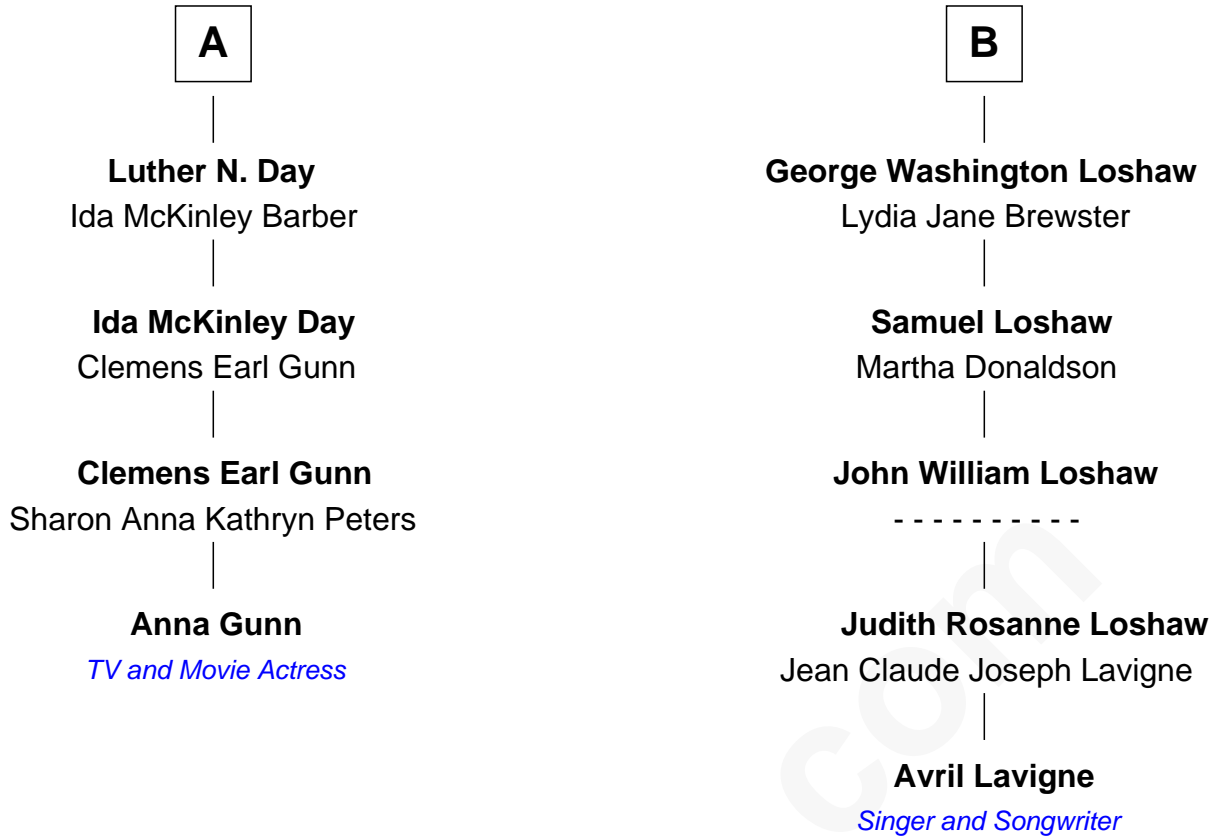 A
Luther N. Day
Ida McKinley Barber
Ida McKinley Day
Clemens Earl Gunn
Clemens Earl Gunn
Sharon Anna Kathryn Peters
Anna Gunn
TV and Movie Actress
B
George Washington Loshaw
Lydia Jane Brewster
Samuel Loshaw
Martha Donaldson
John William Loshaw
- - - - - - - - - -
Judith Rosanne Loshaw
Jean Claude Joseph Lavigne
Avril Lavigne
Singer and Songwriter
com